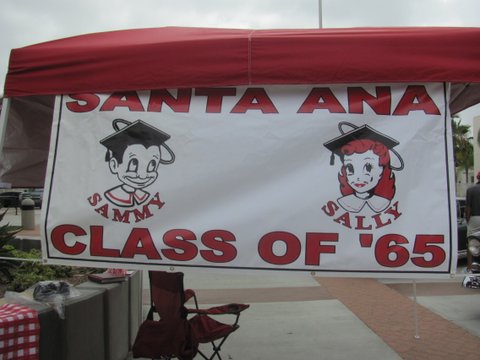 SANTA ANA
SAMMY
SALLY
CLASS OF '65